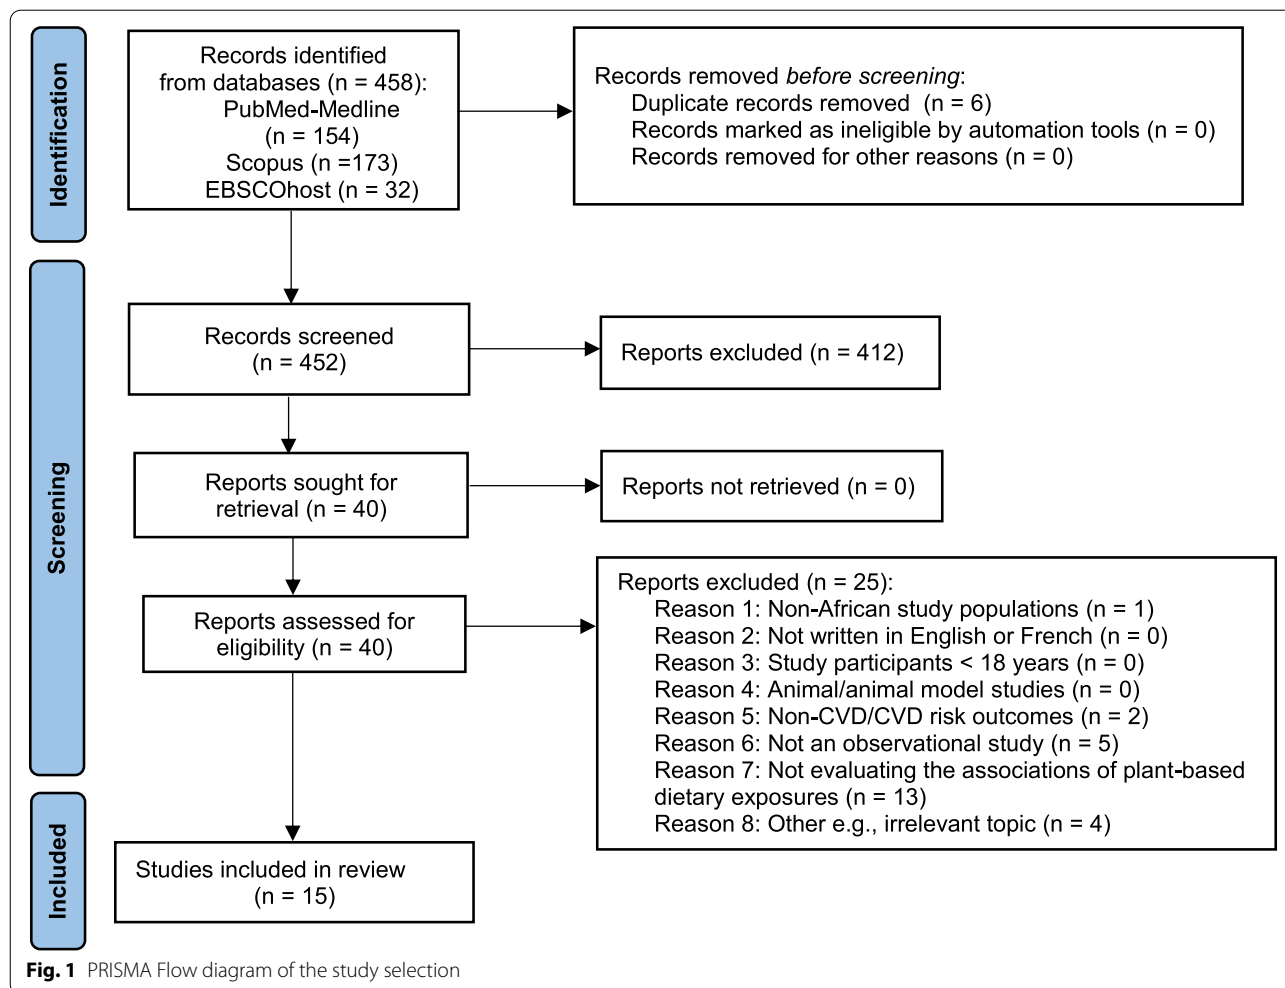 Identification
Records identified
from databases (n = 458):
PubMed-Medline
(n = 154)
Scopus (n =173)
EBSCOhost (n = 32)
Records removed before screening:
Duplicate records removed (n = 6)
Records marked as ineligible by automation tools (n = 0)
Records removed for other reasons (n = 0)
Screening
Records screened
(n = 452)
Reports excluded (n = 412)
Reports sought for
retrieval (n = 40)
Reports not retrieved (n = 0)
Reports assessed for
eligibility (n = 40)
Reports excluded (n = 25):
Reason 1: Non-African study populations (n = 1)
Reason 2: Not written in English or French (n = 0)
Reason 3: Study participants < 18 years (n = 0)
Reason 4: Animal/animal model studies (n = 0)
Reason 5: Non-CVD/CVD risk outcomes (n = 2)
Reason 6: Not an observational study (n = 5)
Reason 7: Not evaluating the associations of plant-based
dietary exposures (n = 13)
Reason 8: Other e.g., irrelevant topic (n = 4)
Included
Studies included in review
(n = 15)
Fig. 1 PRISMA Flow diagram of the study selection